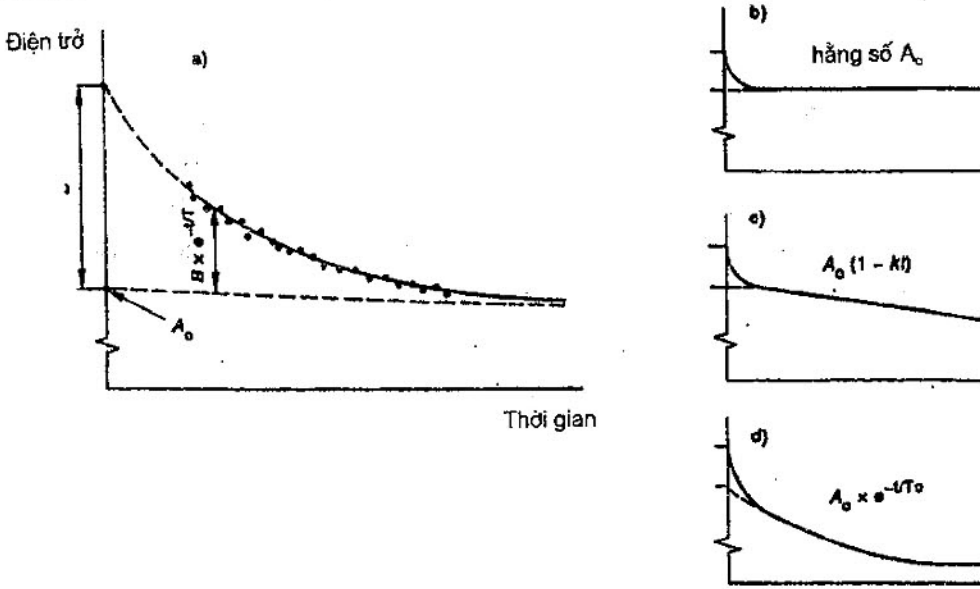 Điện trở
a)
B × e⁻ᵗ/ᵀ
A₀
Thời gian
b)
hằng số A₀
c)
A₀ (1 – kt)
d)
A₀ × e⁻ᵗ/ᵀ⁰